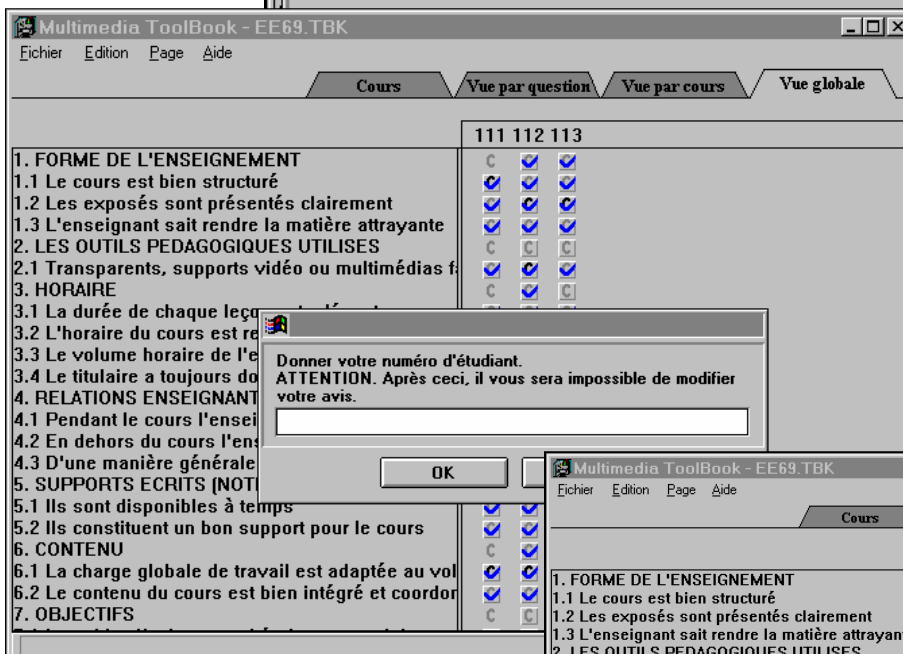 Multimedia ToolBook - EE69.TBK
Fichier Edition Page Aide
Cours Vue par question Vue par cours Vue globale
111 112 113
1. FORME DE L'ENSEIGNEMENT
1.1 Le cours est bien structuré
1.2 Les exposés sont présentés clairement
1.3 L'enseignant sait rendre la matière attrayante
2. LES OUTILS PEDAGOGIQUES UTILISES
2.1 Transparents, supports vidéo ou multimédias
3. HORAIRE
3.1 La durée de chaque
3.2 L'horaire du cours est
3.3 Le volume horaire de
3.4 Le titulaire a toujours
4. RELATIONS ENSEIGNANT
4.1 Pendant le cours
4.2 En dehors du cours
4.3 D'une manière générale
5. SUPPORTS ECRITS
5.1 Ils sont disponibles à temps
5.2 Ils constituent un bon support pour le cours
6. CONTENU
6.1 La charge globale de travail est adaptée au
6.2 Le contenu du cours est bien intégré et
7. OBJECTIFS
Donner votre numéro d'étudiant.
ATTENTION. Après ceci, il vous sera impossible de modifier
votre avis.
OK
Multimedia ToolBook - EE69.TBK
Fichier Edition Page Aide
Cours
1. FORME DE L'ENSEIGNEMENT
1.1 Le cours est bien structuré
1.2 Les exposés sont présentés clairement
1.3 L'enseignant sait rendre la matière
2. LES OUTILS PEDAGOGIQUES UTILISES